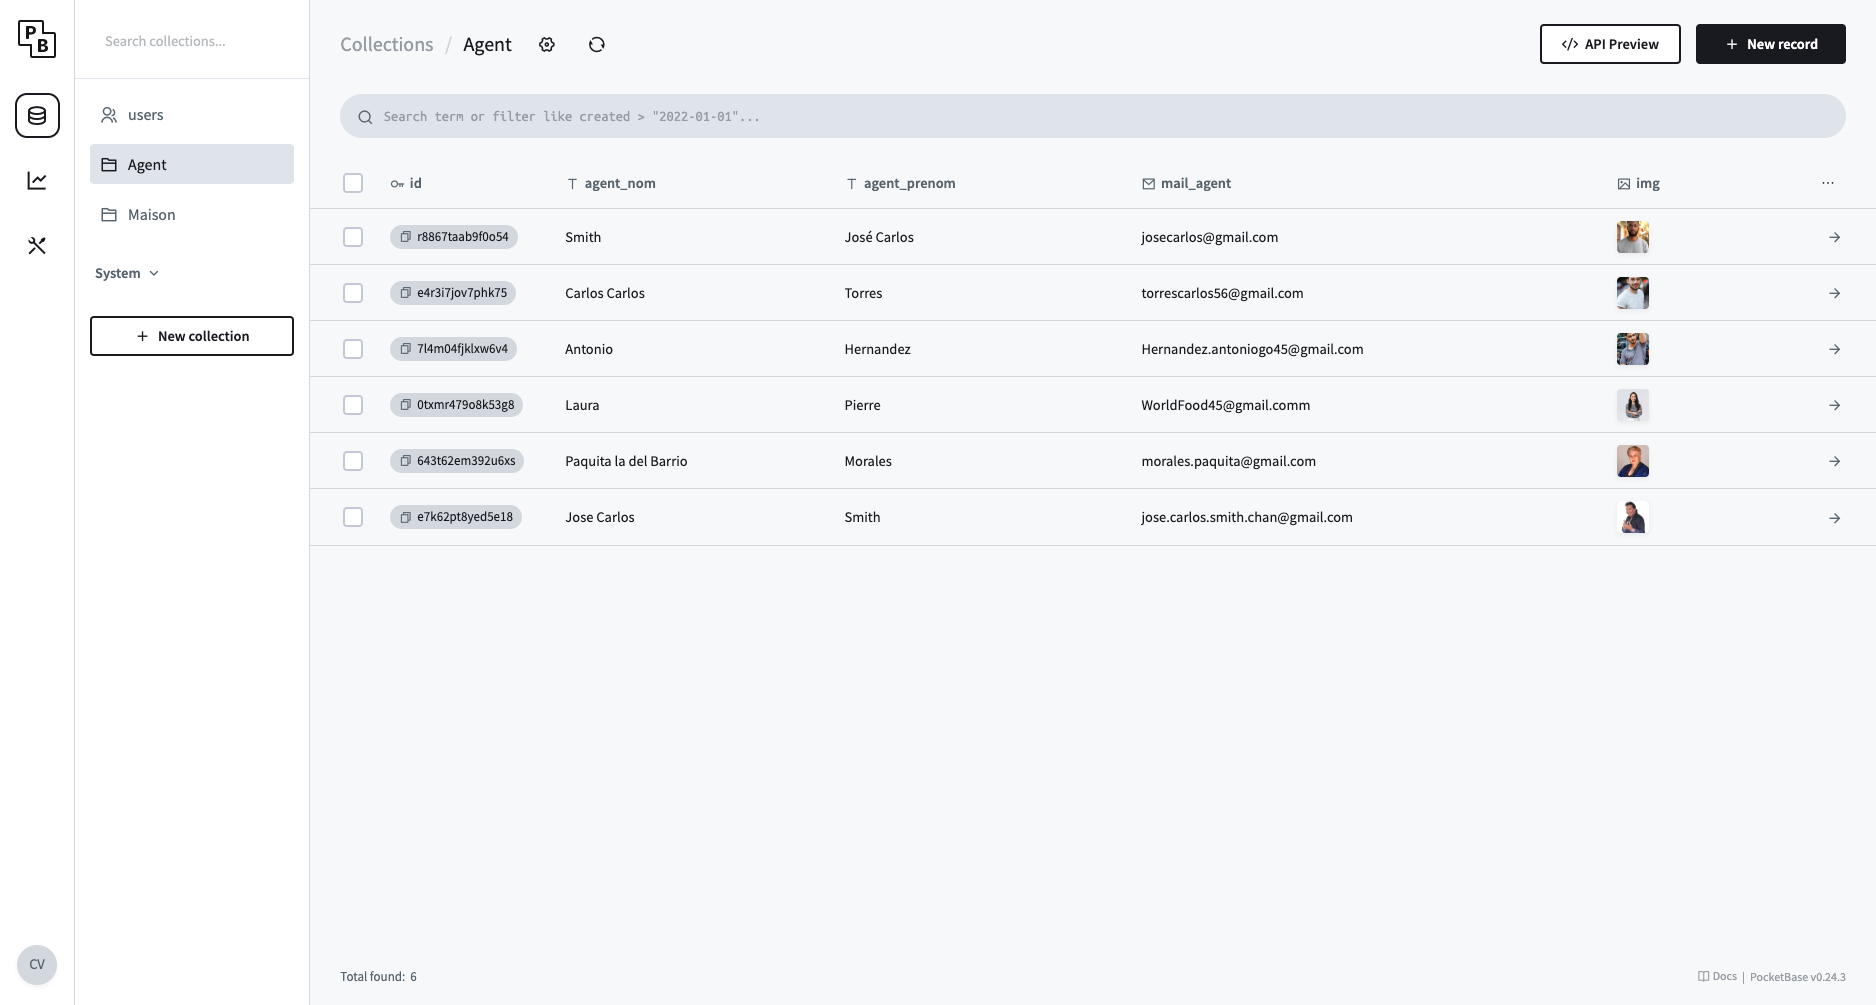 PB
Search collections...
users
Agent
Maison
System
+ New collection
CV
Collections / Agent
</> API Preview
+ New record
Search term or filter like created > "2022-01-01"...
id agent_nom agent_prenom mail_agent img ...
r8867taab9f0o54 Smith José Carlos josecarlos@gmail.com
e4r3i7jov7phk75 Carlos Carlos Torres torrescarlos56@gmail.com
7l4m04fjklxw6v4 Antonio Hernandez Hernandez.antoniogo45@gmail.com
0txmr479o8k53g8 Laura Pierre WorldFood45@gmail.comm
643t62em392u6xs Paquita la del Barrio Morales morales.paquita@gmail.com
e7k62pt8yed5e18 Jose Carlos Smith jose.carlos.smith.chan@gmail.com
Total found: 6
Docs | PocketBase v0.24.3